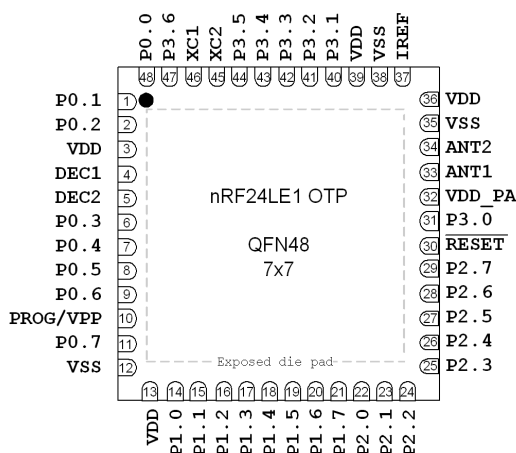 P0.0
P3.6
XC1
XC2
P3.5
P3.4
P3.3
P3.2
P3.1
VDD
VSS
IREF
48
47
46
45
44
43
42
41
40
39
38
37
P0.1 1
P0.2 2
VDD 3
DEC1 4
DEC2 5
P0.3 6
P0.4 7
P0.5 8
P0.6 9
PROG/VPP 10
P0.7 11
VSS 12
nRF24LE1 OTP
QFN48
7x7
Exposed die pad
36 VDD
35 VSS
34 ANT2
33 ANT1
32 VDD_PA
31 P3.0
30 RESET
29 P2.7
28 P2.6
27 P2.5
26 P2.4
25 P2.3
13
14
15
16
17
18
19
20
21
22
23
24
VDD
P1.0
P1.1
P1.2
P1.3
P1.4
P1.5
P1.6
P1.7
P2.0
P2.1
P2.2